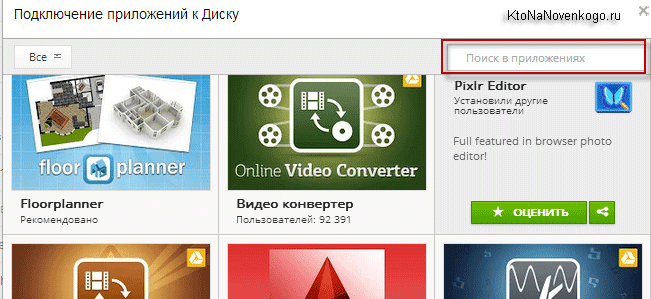 Подключение приложений к Диску
KtoNaNovenkogo.ru
Все
Поиск в приложениях
floor planner
Floorplanner
Рекомендовано
Online Video Converter
Видео конвертер
Пользователей: 92 391
Pixlr Editor
Установили другие
пользователи
Full featured in browser photo
editor!
ОЦЕНИТЬ